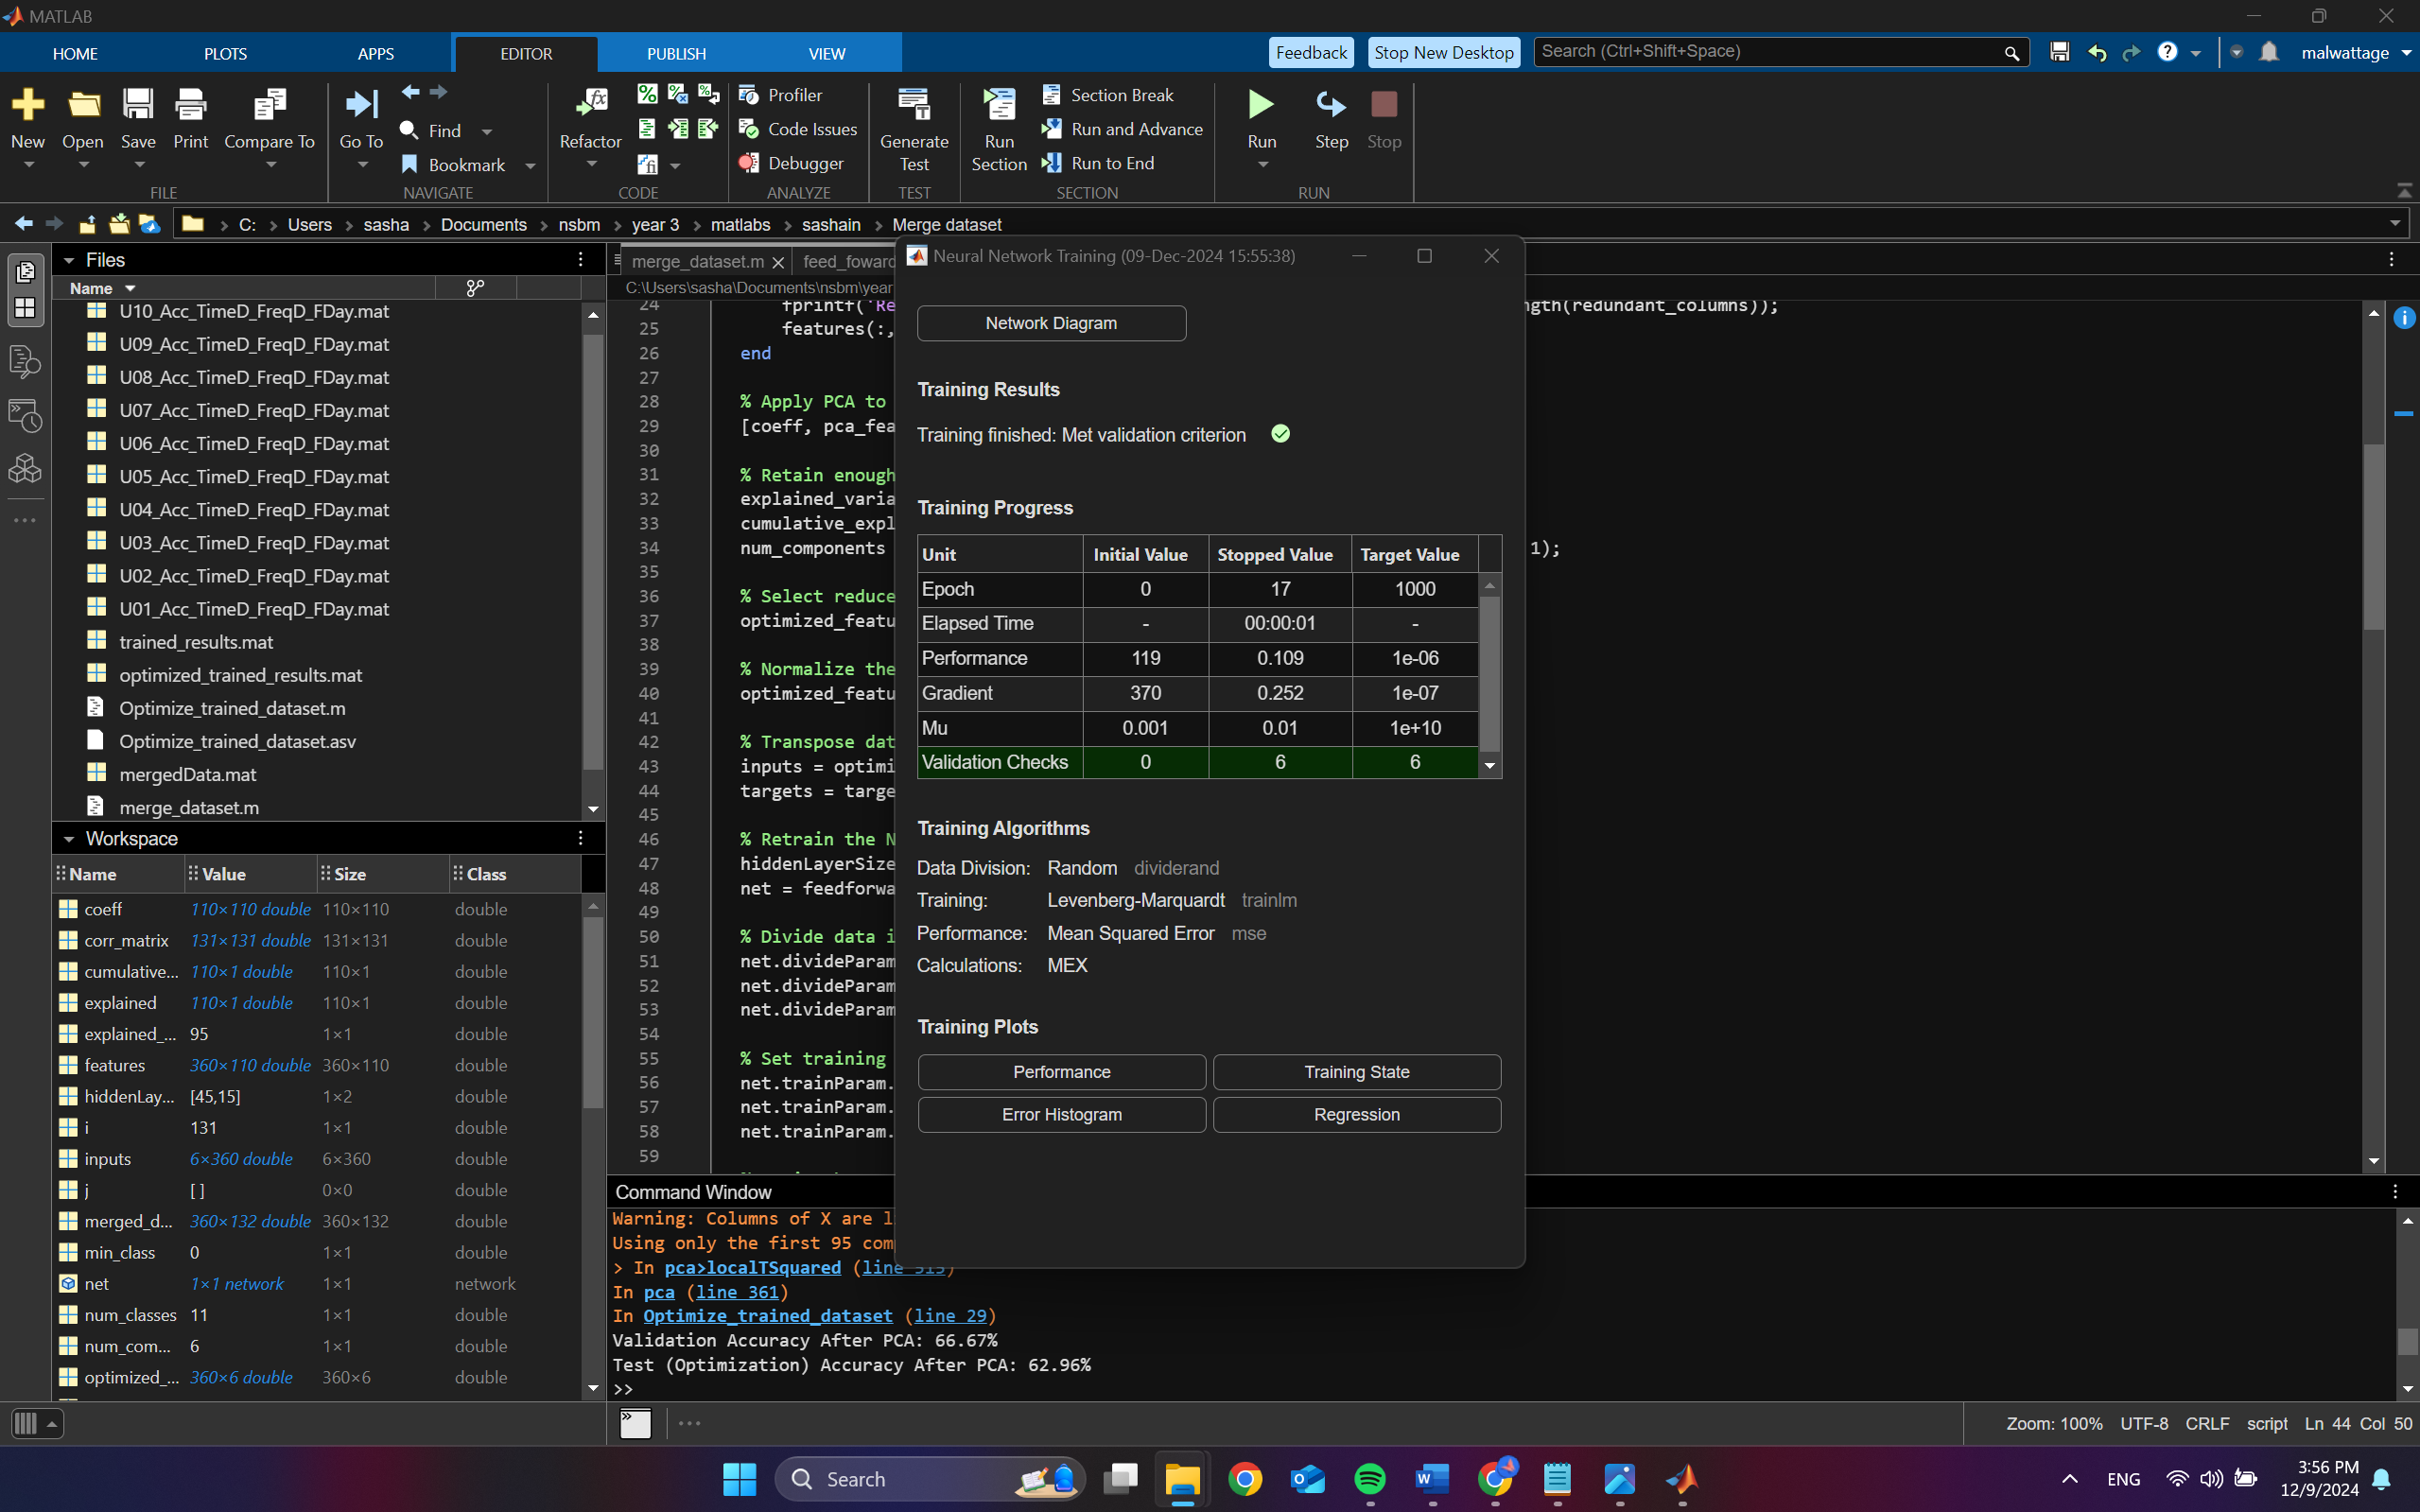 MATLAB
HOME PLOTS APPS EDITOR PUBLISH VIEW Feedback Stop New Desktop Search (Ctrl+Shift+Space) malwattage
New Open Save Print Compare To
FILE
Go To Find Bookmark
NAVIGATE
Refactor
CODE
Profiler
Code Issues
Debugger
ANALYZE
Generate Test
TEST
Run Section Section Break
Run and Advance
Run to End
SECTION
Run Step Stop
RUN
C: Users sasha Documents nsbm year 3 matlabs sashain Merge dataset
Files
Name
U10_Acc_TimeD_FreqD_FDay.mat
U09_Acc_TimeD_FreqD_FDay.mat
U08_Acc_TimeD_FreqD_FDay.mat
U07_Acc_TimeD_FreqD_FDay.mat
U06_Acc_TimeD_FreqD_FDay.mat
U05_Acc_TimeD_FreqD_FDay.mat
U04_Acc_TimeD_FreqD_FDay.mat
U03_Acc_TimeD_FreqD_FDay.mat
U02_Acc_TimeD_FreqD_FDay.mat
U01_Acc_TimeD_FreqD_FDay.mat
trained_results.mat
optimized_trained_results.mat
Optimize_trained_dataset.m
Optimize_trained_dataset.asv
mergedData.mat
merge_dataset.m
Workspace
Name Value Size Class
coeff 110×110 double 110×110 double
corr_matrix 131×131 double 131×131 double
cumulative... 110×1 double 110×1 double
explained 110×1 double 110×1 double
explained_... 95 1×1 double
features 360×110 double 360×110 double
hiddenLay... [45,15] 1×2 double
i 131 1×1 double
inputs 6×360 double 6×360 double
j [] 0×0 double
merged_d... 360×132 double 360×132 double
min_class 0 1×1 double
net 1×1 network 1×1 network
num_classes 11 1×1 double
num_com... 6 1×1 double
optimized_... 360×6 double 360×6 double
merge_dataset.m feed_foward
C:\Users\sasha\Documents\nsbm\year
24 fprintf('Re ngth(redundant_columns));
25 features(:,
26 end
27
28 % Apply PCA to
29 [coeff, pca_fea
30
31 % Retain enough
32 explained_varia
33 cumulative_expl
34 num_components 1);
35
36 % Select reduce
37 optimized_featu
38
39 % Normalize the
40 optimized_featu
41
42 % Transpose dat
43 inputs = optimi
44 targets = targe
45
46 % Retrain the N
47 hiddenLayerSize
48 net = feedforwa
49
50 % Divide data i
51 net.divideParam
52 net.divideParam
53 net.divideParam
54
55 % Set training
56 net.trainParam.
57 net.trainParam.
58 net.trainParam.
59
Neural Network Training (09-Dec-2024 15:55:38)
Network Diagram
Training Results
Training finished: Met validation criterion
Training Progress
Unit Initial Value Stopped Value Target Value
Epoch 0 17 1000
Elapsed Time - 00:00:01 -
Performance 119 0.109 1e-06
Gradient 370 0.252 1e-07
Mu 0.001 0.01 1e+10
Validation Checks 0 6 6
Training Algorithms
Data Division: Random dividerand
Training: Levenberg-Marquardt trainlm
Performance: Mean Squared Error mse
Calculations: MEX
Training Plots
Performance Training State
Error Histogram Regression
Command Window
Warning: Columns of X are l
Using only the first 95 com
> In pca>localTSquared (line 515)
In pca (line 361)
In Optimize_trained_dataset (line 29)
Validation Accuracy After PCA: 66.67%
Test (Optimization) Accuracy After PCA: 62.96%
>>
Zoom: 100% UTF-8 CRLF script Ln 44 Col 50
Search
ENG
3:56 PM
12/9/2024